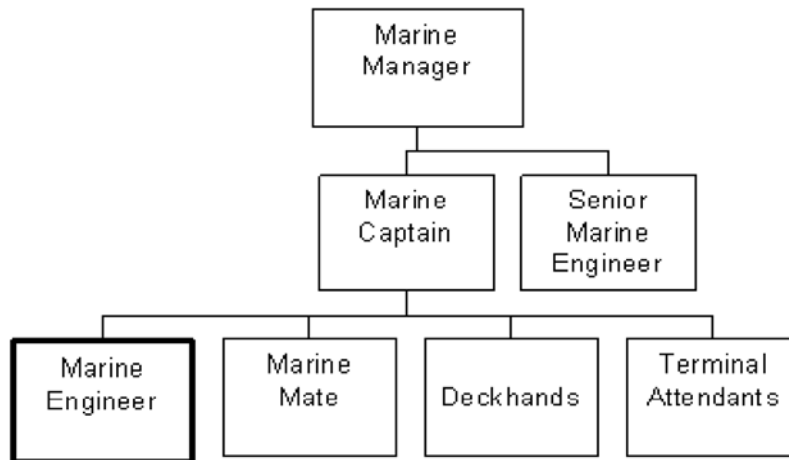 Marine
Manager
Marine
Captain
Senior
Marine
Engineer
Marine
Engineer
Marine
Mate
Deckhands
Terminal
Attendants